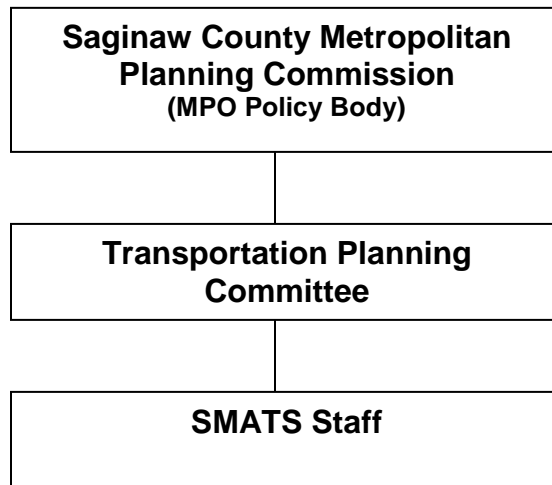 Saginaw County Metropolitan
Planning Commission
(MPO Policy Body)
Transportation Planning
Committee
SMATS Staff